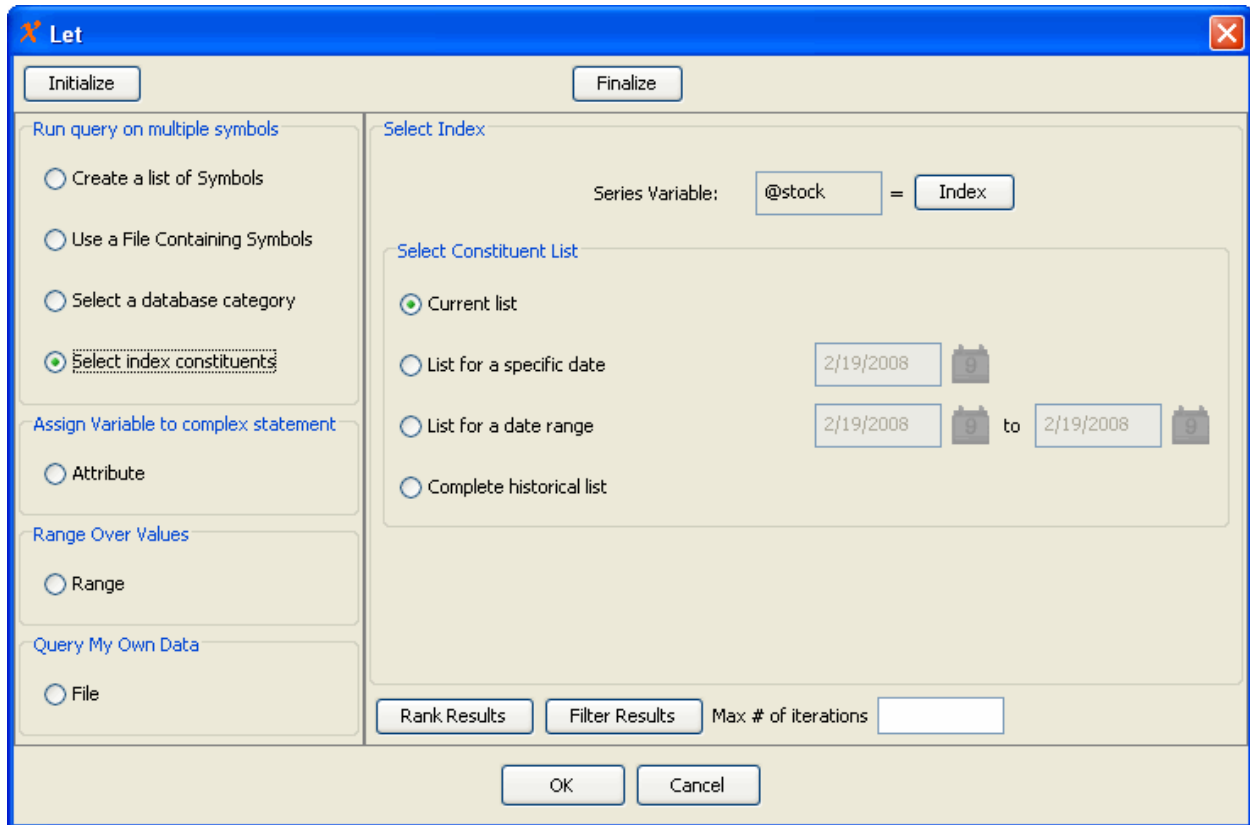 Let
Initialize
Finalize
Run query on multiple symbols
Create a list of Symbols
Use a File Containing Symbols
Select a database category
Select index constituents
Assign Variable to complex statement
Attribute
Range Over Values
Range
Query My Own Data
File
Select Index
Series Variable: @stock = Index
Select Constituent List
Current list
List for a specific date 2/19/2008 9
List for a date range 2/19/2008 9 to 2/19/2008 9
Complete historical list
Rank Results Filter Results Max # of iterations
OK Cancel